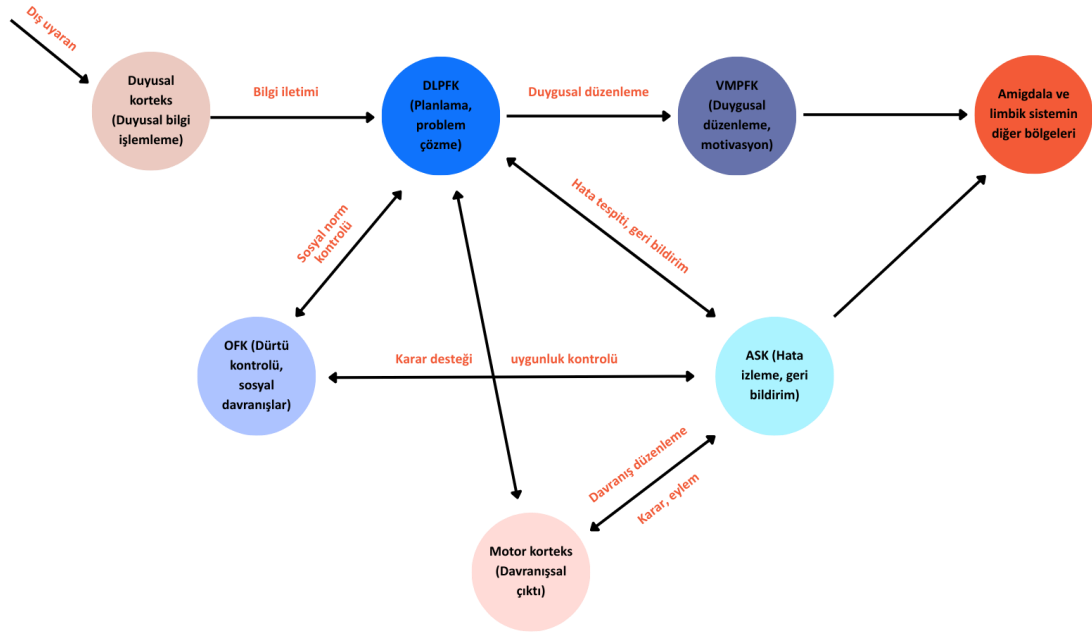 Dış uyaran
Duyusal
korteks
(Duyusal bilgi
işlemleme)
Bilgi iletimi
DLPFK
(Planlama,
problem
çözme)
Duygusal düzenleme
VMPFK
(Duygusal
düzenleme,
motivasyon)
Amigdala ve
limbik sistemin
diğer bölgeleri
Sosyal norm
kontrolü
Hata tespiti, geri bildirim
OFK (Dürtü
kontrolü,
sosyal
davranışlar)
Karar desteği
uygunluk kontrolü
ASK (Hata
izleme, geri
bildirim)
Davranış düzenleme
Karar, eylem
Motor korteks
(Davranışsal
çıktı)